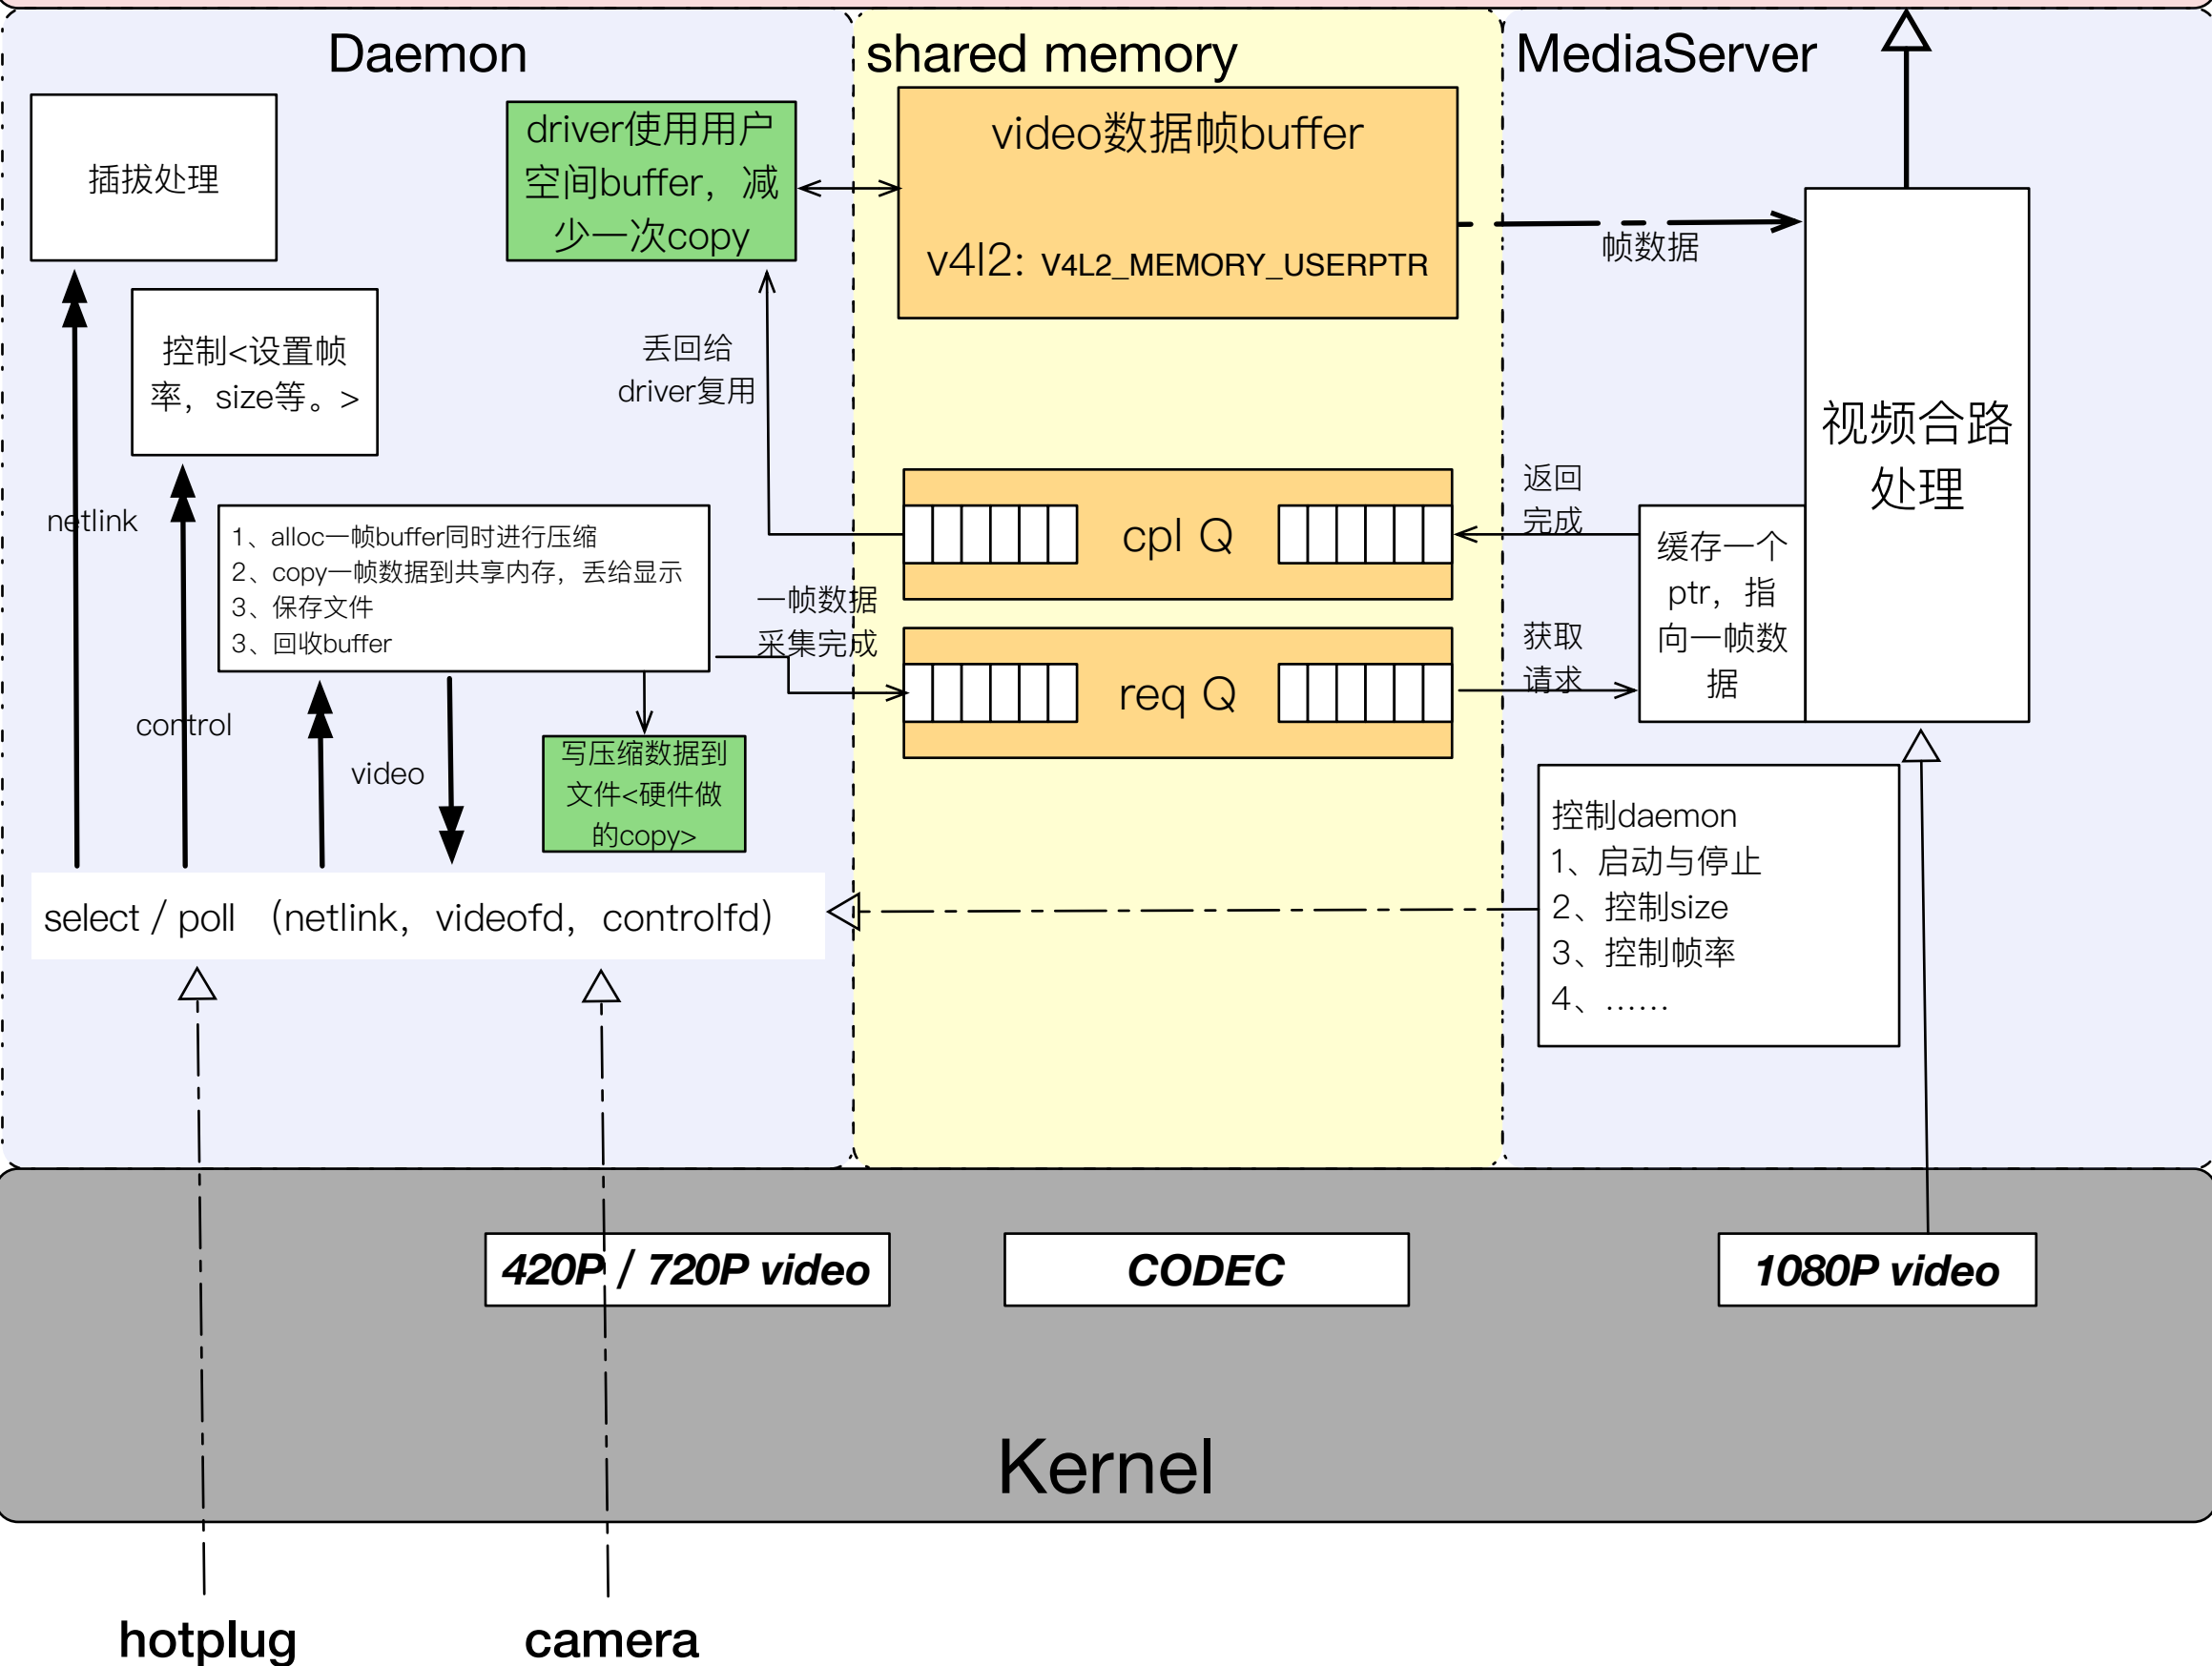 Daemon
shared memory
MediaServer
插拔处理
driver使用用户
空间buffer，减
少一次copy
video数据帧buffer
v4l2: V4L2_MEMORY_USERPTR
帧数据
控制<设置帧
率，size等。>
丢回给
driver复用
视频合路
处理
netlink
1、alloc一帧buffer同时进行压缩
2、copy一帧数据到共享内存，丢给显示
3、保存文件
3、回收buffer
cpl Q
返回
完成
缓存一个
ptr，指
向一帧数
据
一帧数据
采集完成
req Q
获取
请求
control
video
写压缩数据到
文件<硬件做
的copy>
控制daemon
1、启动与停止
2、控制size
3、控制帧率
4、……
select / poll （netlink，videofd，controlfd）
420P / 720P video
CODEC
1080P video
Kernel
hotplug
camera